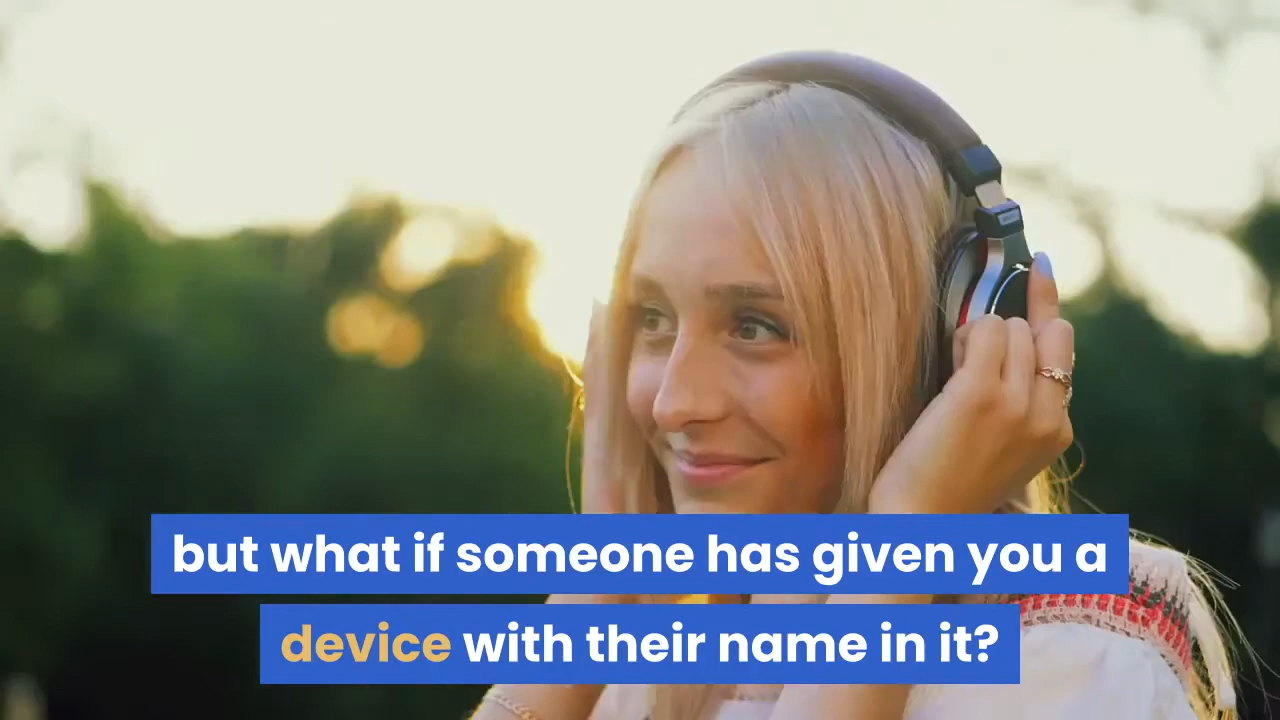 but what if someone has given you a
device with their name in it?